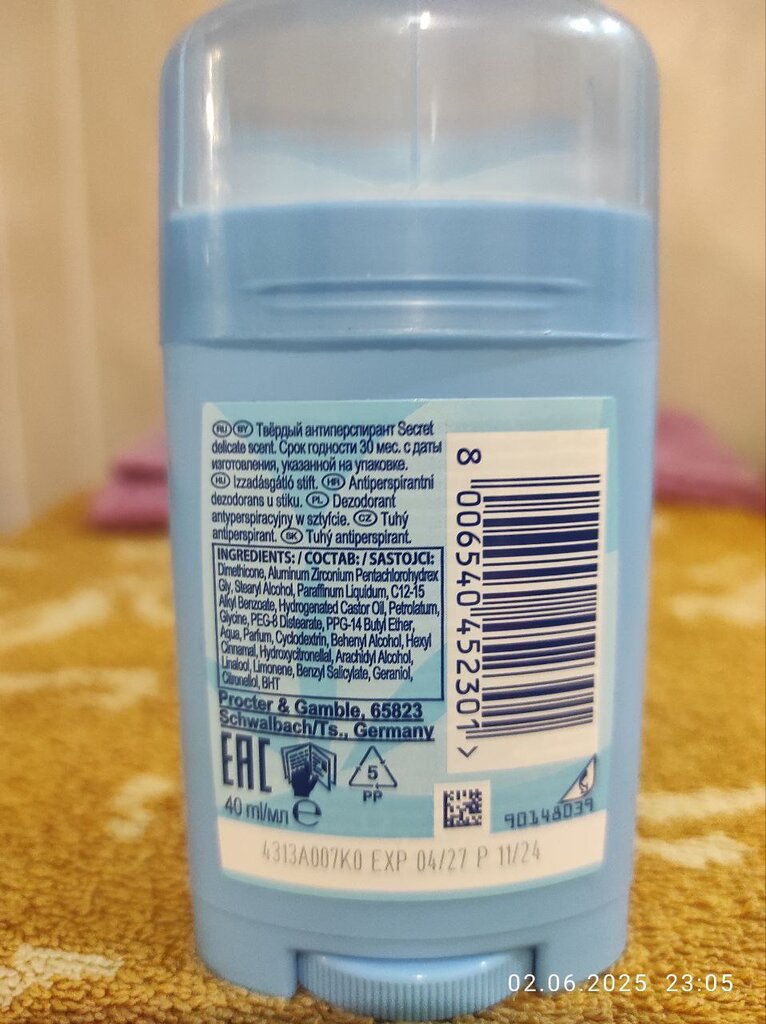 RU BY Твёрдый антиперспирант Secret
delicate scent. Срок годности 30 мес. с даты
изготовления, указанной на упаковке.
HU Izzadásgátló stift. HR Antiperspirantni
dezodorans u stiku. PL Dezodorant
antyperspiracyjny w sztyfcie. CZ Tuhý
antiperspirant. SK Tuhý antiperspirant.
INGREDIENTS: / СОСТАВ: / SASTOJCI:
Dimethicone, Aluminum Zirconium Pentachlorohydrex
Gly, Stearyl Alcohol, Paraffinum Liquidum, C12-15
Alkyl Benzoate, Hydrogenated Castor Oil, Petrolatum,
Glycine, PEG-8 Distearate, PPG-14 Butyl Ether,
Aqua, Parfum, Cyclodextrin, Behenyl Alcohol, Hexyl
Cinnamal, Hydroxycitronellal, Arachidyl Alcohol,
Linalool, Limonene, Benzyl Salicylate, Geraniol,
Citronellol, BHT
Procter & Gamble, 65823
Schwalbach/Ts., Germany
EAC
5
PP
40 ml/мл e
8 006540 452301 >
90148039
4313A007K0 EXP 04/27 P 11/24
02.06.2025 23:05